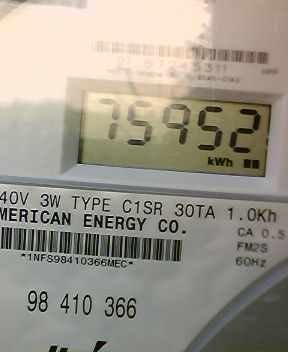 75952
kWh
40V 3W TYPE C1SR 30TA 1.0Kh
MERICAN ENERGY CO.
CA 0.5
FM2S
60Hz
*1NFS98410366MEC*
98 410 366